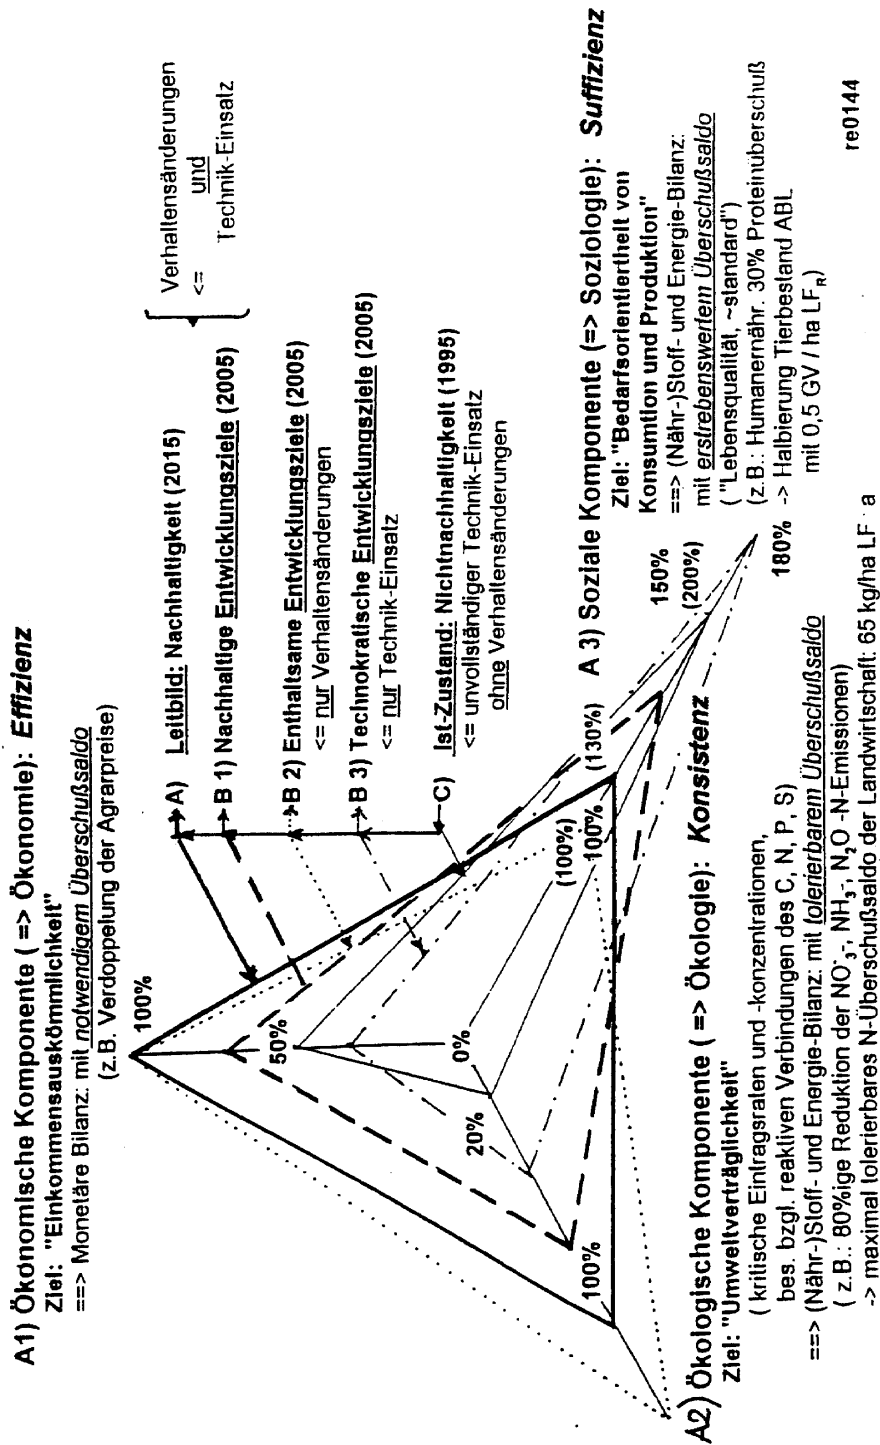 A1) Ökonomische Komponente ( => Ökonomie): Effizienz
Ziel: "Einkommensauskömmlichkeit"
==> Monetäre Bilanz: mit notwendigem Überschußsaldo
(z.B. Verdoppelung der Agrarpreise)
100%
50%
0%
20%
100%
(100%)
100%
(130%)
150%
(200%)
180%
A) Leitbild: Nachhaltigkeit (2015)
B 1) Nachhaltige Entwicklungsziele (2005)
Verhaltensänderungen
<= und
Technik-Einsatz
B 2) Enthaltsame Entwicklungsziele (2005)
<= nur Verhaltensänderungen
B 3) Technokratische Entwicklungsziele (2005)
<= nur Technik-Einsatz
C) Ist-Zustand: Nichtnachhaltigkeit (1995)
<= unvollständiger Technik-Einsatz
ohne Verhaltensänderungen
A2) Ökologische Komponente ( => Ökologie): Konsistenz
Ziel: "Umweltverträglichkeit"
( kritische Eintragsraten und -konzentrationen,
bes. bzgl. reaktiven Verbindungen des C, N, P, S)
==> (Nähr-)Stoff- und Energie-Bilanz: mit tolerierbarem Überschußsaldo
( z.B.: 80%ige Reduktion der NO₃⁻-, NH₃-, N₂O -N-Emissionen)
-> maximal tolerierbares N-Überschußsaldo der Landwirtschaft: 65 kg/ha LF · a
A 3) Soziale Komponente (=> Soziologie): Suffizienz
Ziel: "Bedarfsorientiertheit von
Konsumtion und Produktion"
==> (Nähr-)Stoff- und Energie-Bilanz:
mit erstrebenswertem Überschußsaldo
( "Lebensqualität, ~standard")
(z.B.: Humanernähr. 30% Proteinüberschuß
-> Halbierung Tierbestand ABL
mit 0,5 GV / ha LF_R)
re0144